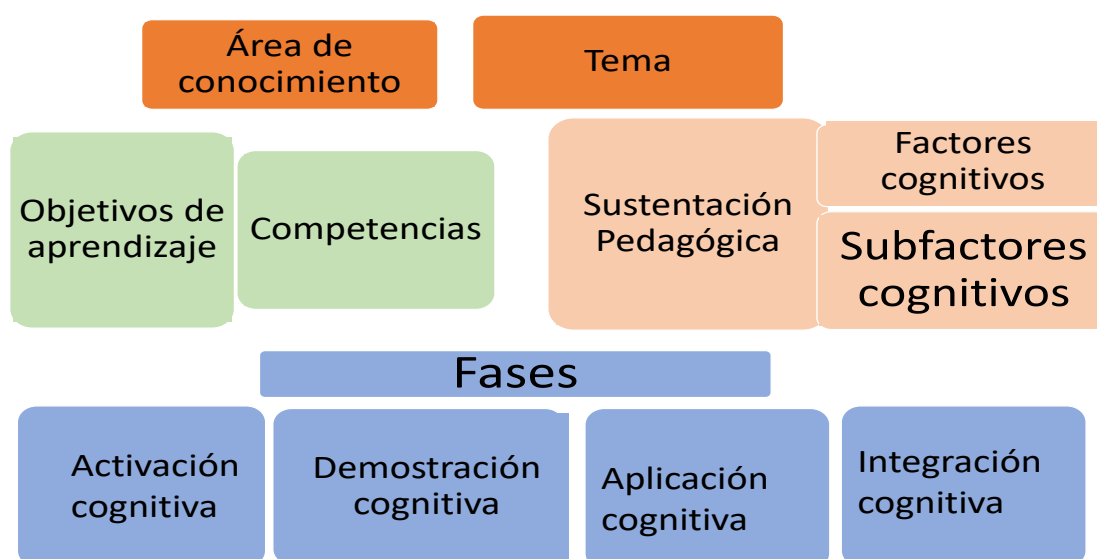 Área de
conocimiento
Tema
Objetivos de
aprendizaje
Competencias
Sustentación
Pedagógica
Factores
cognitivos
Subfactores
cognitivos
Fases
Activación
cognitiva
Demostración
cognitiva
Aplicación
cognitiva
Integración
cognitiva